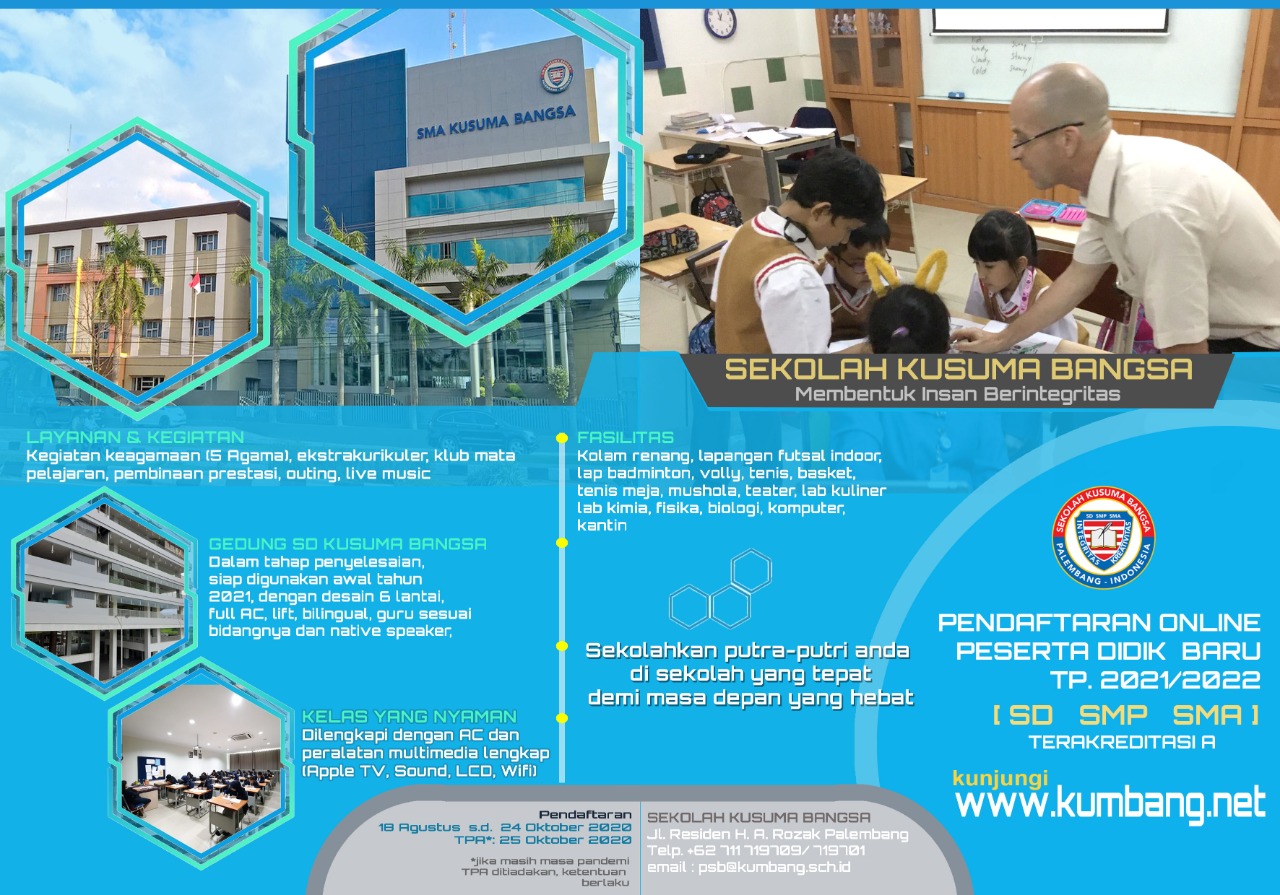 SMA KUSUMA BANGSA
SEKOLAH KUSUMA BANGSA
Membentuk Insan Berintegritas
LAYANAN & KEGIATAN
Kegiatan keagamaan (5 Agama), ekstrakurikuler, klub mata
pelajaran, pembinaan prestasi, outing, live music
FASILITAS
Kolam renang, lapangan futsal indoor,
lap badminton, volly, tenis, basket,
tenis meja, mushola, teater, lab kuliner
lab kimia, fisika, biologi, komputer,
kantin
GEDUNG SD KUSUMA BANGSA
Dalam tahap penyelesaian,
siap digunakan awal tahun
2021, dengan desain 6 lantai,
full AC, lift, bilingual, guru sesuai
bidangnya dan native speaker,
KELAS YANG NYAMAN
Dilengkapi dengan AC dan
peralatan multimedia lengkap
(Apple TV, Sound, LCD, Wifi)
Sekolahkan putra-putri anda
di sekolah yang tepat
demi masa depan yang hebat
SEKOLAH KUSUMA BANGSA
SD SMP SMA
INTEGRITAS
KREATIVITAS
PALEMBANG - INDONESIA
PENDAFTARAN ONLINE
PESERTA DIDIK BARU
TP. 2021/2022
[ SD SMP SMA ]
TERAKREDITASI A
kunjungi
www.kumbang.net
Pendaftaran
18 Agustus s.d. 24 Oktober 2020
TPA*: 25 Oktober 2020
*jika masih masa pandemi
TPA ditiadakan, ketentuan
berlaku
SEKOLAH KUSUMA BANGSA
Jl. Residen H. A. Rozak Palembang
Telp. +62 711 719709/ 719701
email : psb@kumbang.sch.id